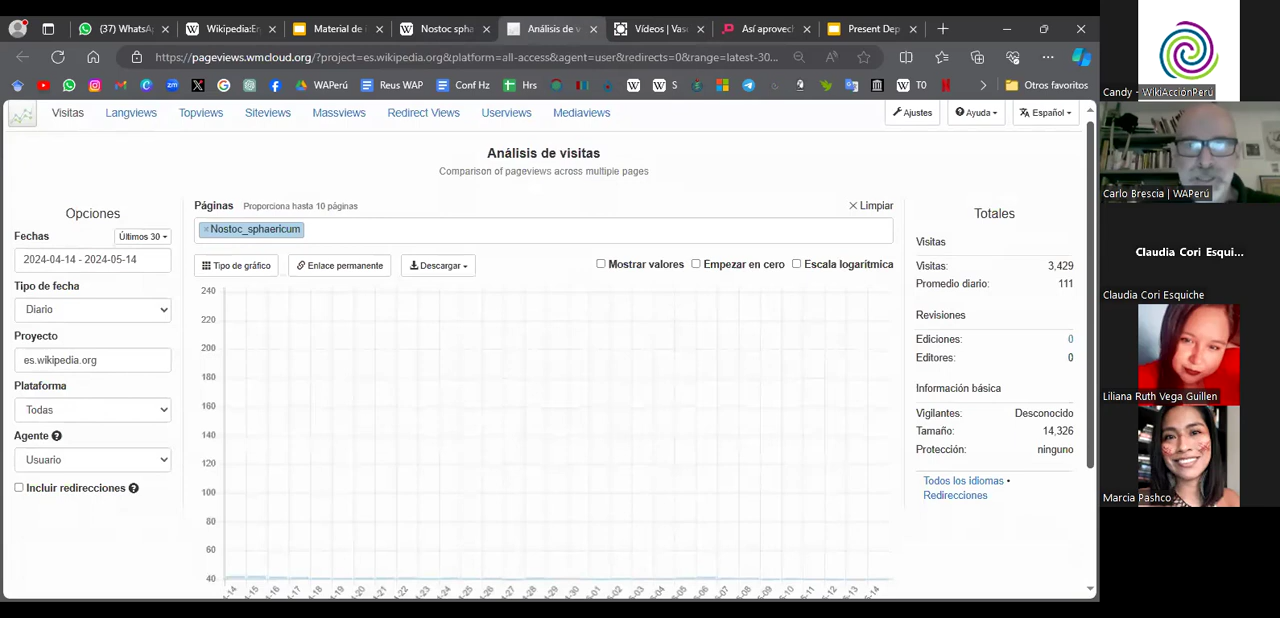 (37) WhatsA
Wikipedia:En
Material de
Nostoc spha
Análisis de v
Vídeos | Vas
Así aprovech
Present Dep
https://pageviews.wmcloud.org/?project=es.wikipedia.org&platform=all-access&agent=user&redirects=0&range=latest-30...
WAPerú
Reus WAP
Conf Hz
Hrs
W S
T0
Otros favoritos
Visitas
Langviews
Topviews
Siteviews
Massviews
Redirect Views
Userviews
Mediaviews
Ajustes
Ayuda
Español
Análisis de visitas
Comparison of pageviews across multiple pages
Opciones
Fechas
Últimos 30
2024-04-14 - 2024-05-14
Tipo de fecha
Diario
Proyecto
es.wikipedia.org
Plataforma
Todas
Agente
Usuario
Incluir redirecciones
Páginas Proporciona hasta 10 páginas
Limpiar
× Nostoc_sphaericum
Tipo de gráfico
Enlace permanente
Descargar
Mostrar valores
Empezar en cero
Escala logarítmica
240
220
200
180
160
140
120
100
80
60
40
Totales
Visitas
Visitas: 3,429
Promedio diario: 111
Revisiones
Ediciones: 0
Editores: 0
Información básica
Vigilantes: Desconocido
Tamaño: 14,326
Protección: ninguno
Todos los idiomas •
Redirecciones
Candy - WikiAcciónPerú
Carlo Brescia | WAPerú
Claudia Cori Esqui...
Claudia Cori Esquiche
Liliana Ruth Vega Guillen
Marcia Pashco